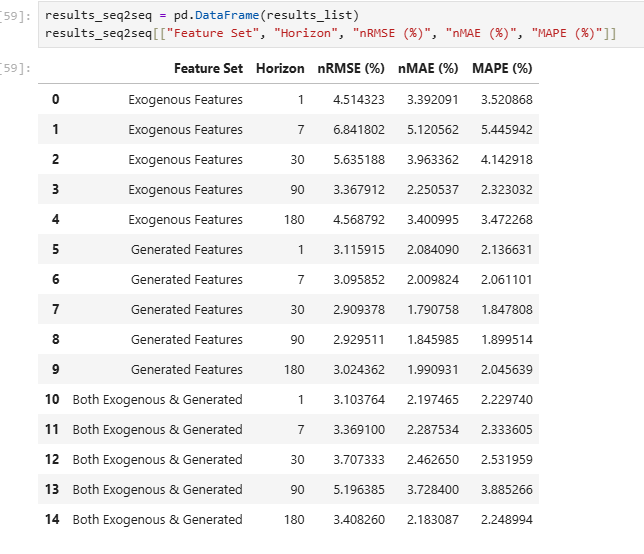 [59]: results_seq2seq = pd.DataFrame(results_list)
results_seq2seq[["Feature Set", "Horizon", "nRMSE (%)", "nMAE (%)", "MAPE (%)"]]
[59]: Feature Set Horizon nRMSE (%) nMAE (%) MAPE (%)
0 Exogenous Features 1 4.514323 3.392091 3.520868
1 Exogenous Features 7 6.841802 5.120562 5.445942
2 Exogenous Features 30 5.635188 3.963362 4.142918
3 Exogenous Features 90 3.367912 2.250537 2.323032
4 Exogenous Features 180 4.568792 3.400995 3.472268
5 Generated Features 1 3.115915 2.084090 2.136631
6 Generated Features 7 3.095852 2.009824 2.061101
7 Generated Features 30 2.909378 1.790758 1.847808
8 Generated Features 90 2.929511 1.845985 1.899514
9 Generated Features 180 3.024362 1.990931 2.045639
10 Both Exogenous & Generated 1 3.103764 2.197465 2.229740
11 Both Exogenous & Generated 7 3.369100 2.287534 2.333605
12 Both Exogenous & Generated 30 3.707333 2.462650 2.531959
13 Both Exogenous & Generated 90 5.196385 3.728400 3.885266
14 Both Exogenous & Generated 180 3.408260 2.183087 2.248994